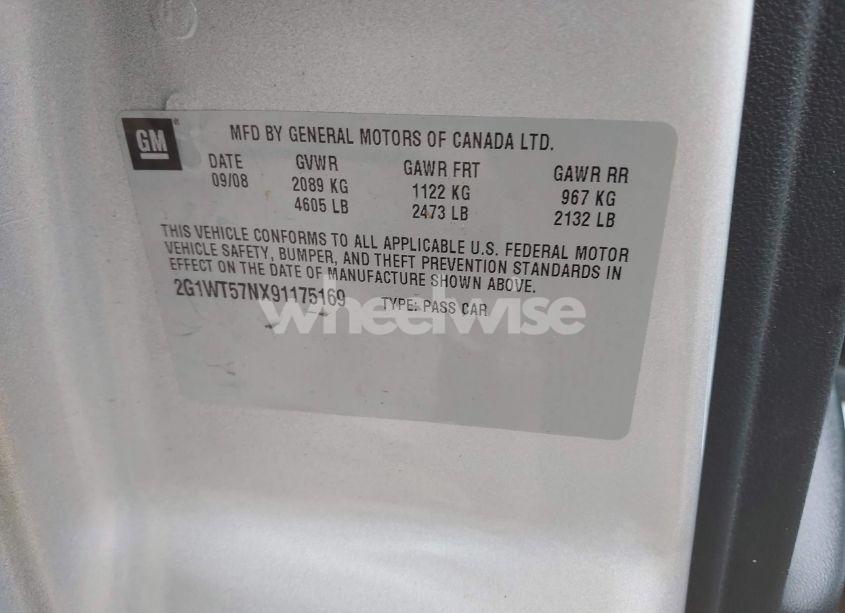 GM
MFD BY GENERAL MOTORS OF CANADA LTD.
DATE GVWR GAWR FRT GAWR RR
09/08 2089 KG 1122 KG 967 KG
4605 LB 2473 LB 2132 LB
THIS VEHICLE CONFORMS TO ALL APPLICABLE U.S. FEDERAL MOTOR
VEHICLE SAFETY, BUMPER, AND THEFT PREVENTION STANDARDS IN
EFFECT ON THE DATE OF MANUFACTURE SHOWN ABOVE.
2G1WT57NX91175169 TYPE: PASS CAR
wheelwise